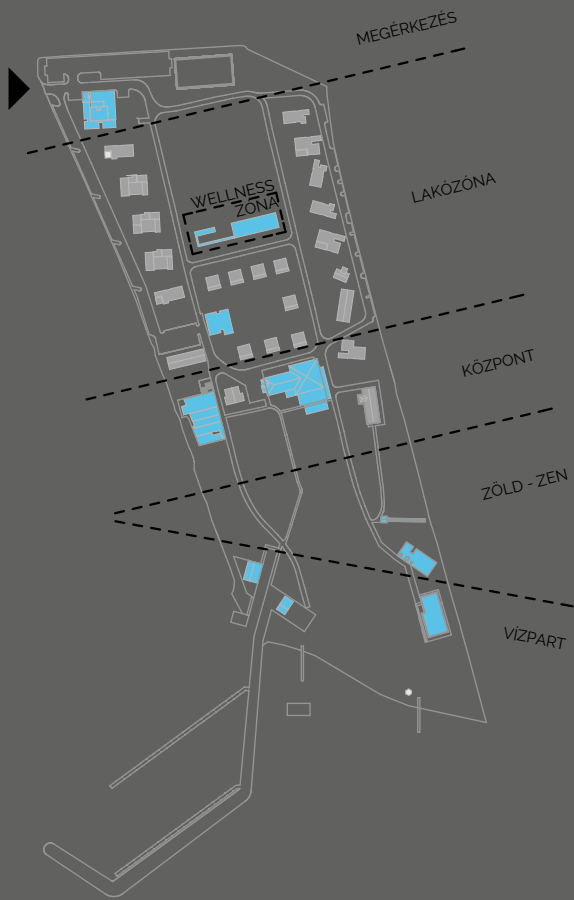 MEGÉRKEZÉS
LAKÓZÓNA
WELLNESS
ZÓNA
KÖZPONT
ZÖLD - ZEN
VÍZPART